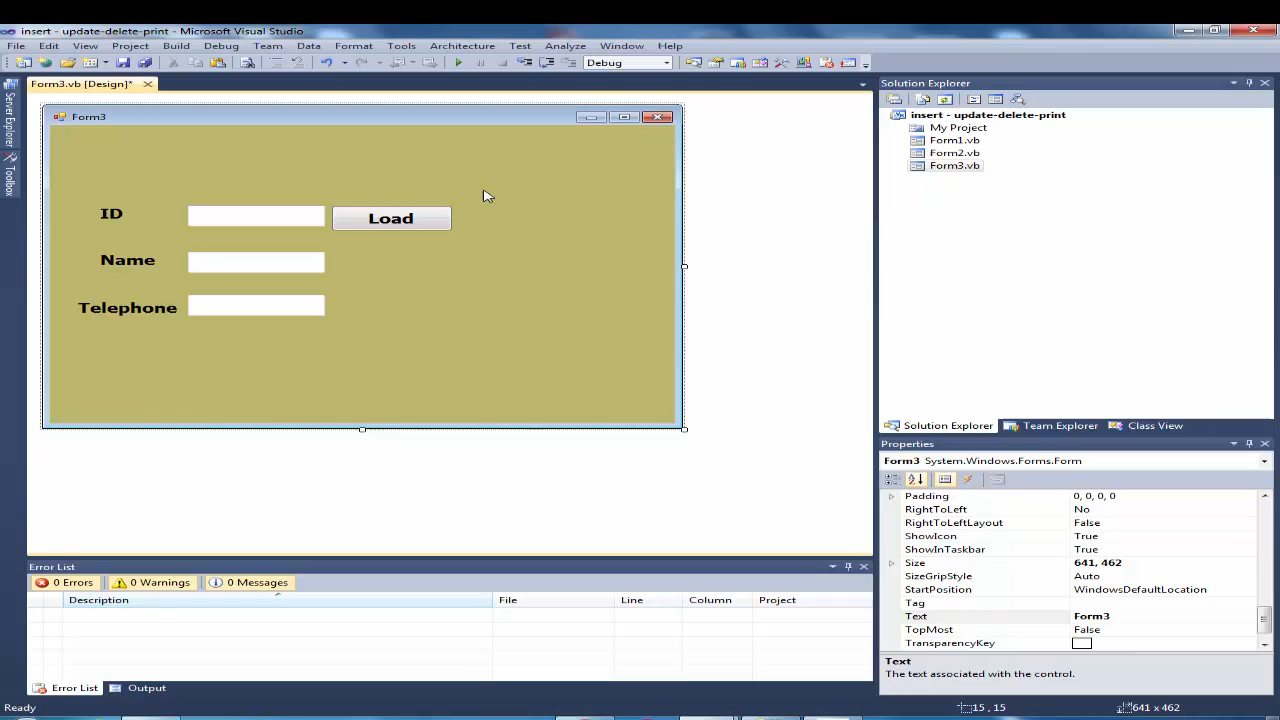 insert - update-delete-print - Microsoft Visual Studio
File Edit View Project Build Debug Team Data Format Tools Architecture Test Analyze Window Help
Debug
Server Explorer
Toolbox
Form3.vb [Design]*
Form3
ID
Load
Name
Telephone
Solution Explorer
insert - update-delete-print
My Project
Form1.vb
Form2.vb
Form3.vb
Solution Explorer Team Explorer Class View
Properties
Form3 System.Windows.Forms.Form
Padding 0, 0, 0, 0
RightToLeft No
RightToLeftLayout False
ShowIcon True
ShowInTaskbar True
Size 641, 462
SizeGripStyle Auto
StartPosition WindowsDefaultLocation
Tag
Text Form3
TopMost False
TransparencyKey
Text
The text associated with the control.
Error List
0 Errors 0 Warnings 0 Messages
Description File Line Column Project
Error List Output
Ready 15 , 15 641 x 462